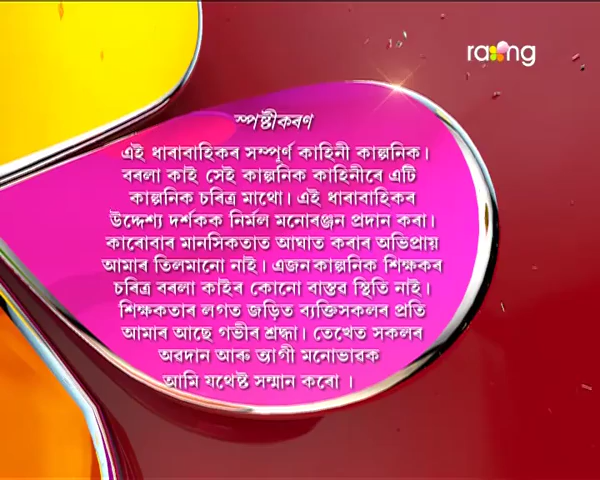 rang
স্পষ্টীকৰণ
এই ধাৰাবাহিকৰ সম্পূৰ্ণ কাহিনী কাল্পনিক।
বৰলা কাই সেই কাল্পনিক কাহিনীৰে এটি
কাল্পনিক চৰিত্ৰ মাথো। এই ধাৰাবাহিকৰ
উদ্দেশ্য দৰ্শকক নিৰ্মল মনোৰঞ্জন প্ৰদান কৰা।
কাৰোবাৰ মানসিকতাত আঘাত কৰাৰ অভিপ্ৰায়
আমাৰ তিলমানো নাই। এজন কাল্পনিক শিক্ষকৰ
চৰিত্ৰ বৰলা কাইৰ কোনো বাস্তৱ স্থিতি নাই।
শিক্ষকতাৰ লগত জড়িত ব্যক্তিসকলৰ প্ৰতি
আমাৰ আছে গভীৰ শ্ৰদ্ধা। তেখেত সকলৰ
অৱদান আৰু ত্যাগী মনোভাৱক
আমি যথেষ্ট সন্মান কৰো ।